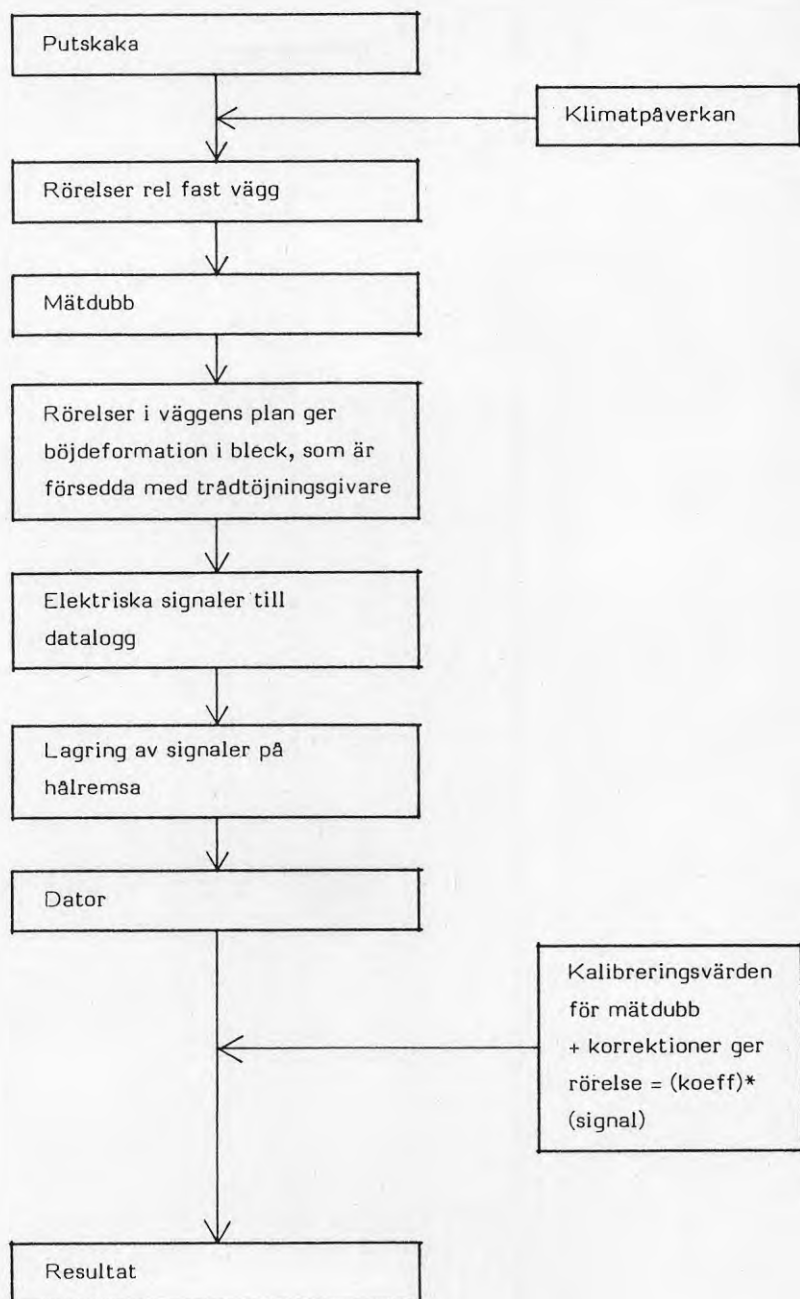 Putskaka
Klimatpåverkan
Rörelser rel fast vägg
Mätdubb
Rörelser i väggens plan ger
böjdeformation i bleck, som är
försedda med trådtöjningsgivare
Elektriska signaler till
datalogg
Lagring av signaler på
hålremsa
Dator
Kalibreringsvärden
för mätdubb
+ korrektioner ger
rörelse = (koeff)*
(signal)
Resultat